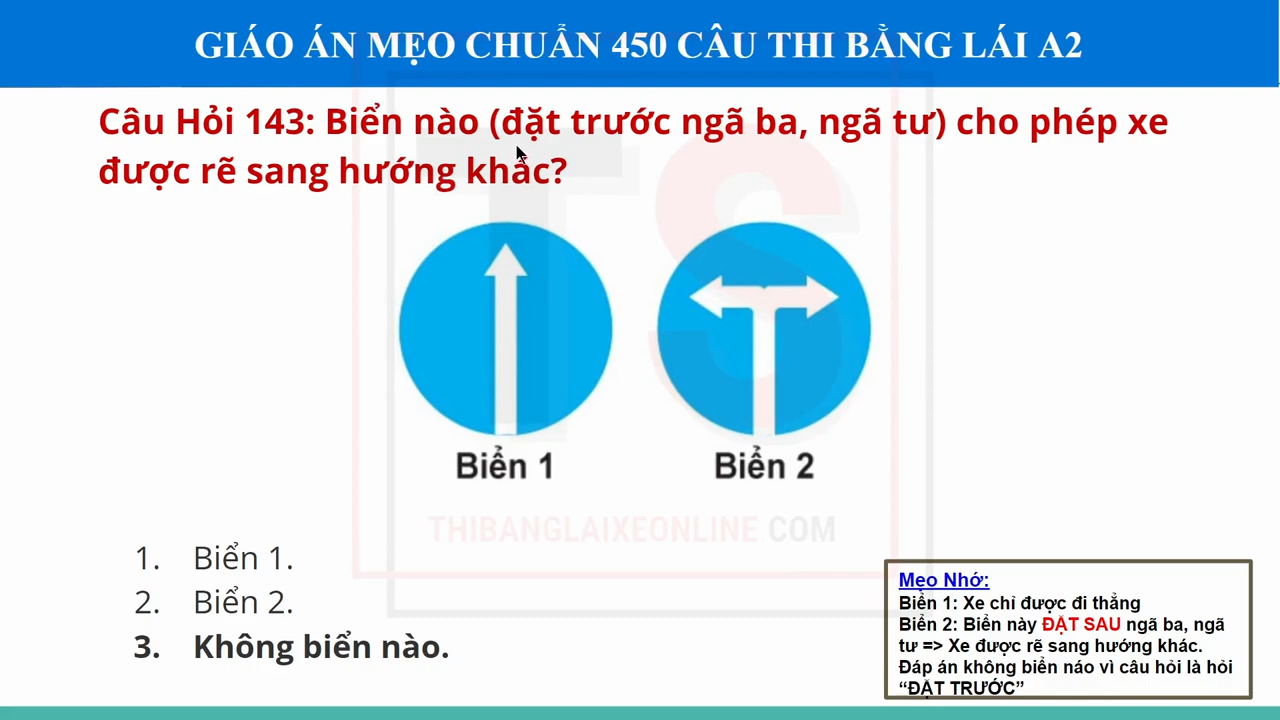 GIÁO ÁN MẸO CHUẨN 450 CÂU THI BẰNG LÁI A2
Câu Hỏi 143: Biển nào (đặt trước ngã ba, ngã tư) cho phép xe
được rẽ sang hướng khác?
Biển 1
Biển 2
THIBANGLAIXEONLINE.COM
1. Biển 1.
2. Biển 2.
3. Không biển nào.
Mẹo Nhớ:
Biển 1: Xe chỉ được đi thẳng
Biển 2: Biển này ĐẶT SAU ngã ba, ngã
tư => Xe được rẽ sang hướng khác.
Đáp án không biển náo vì câu hỏi là hỏi
“ĐẶT TRƯỚC”